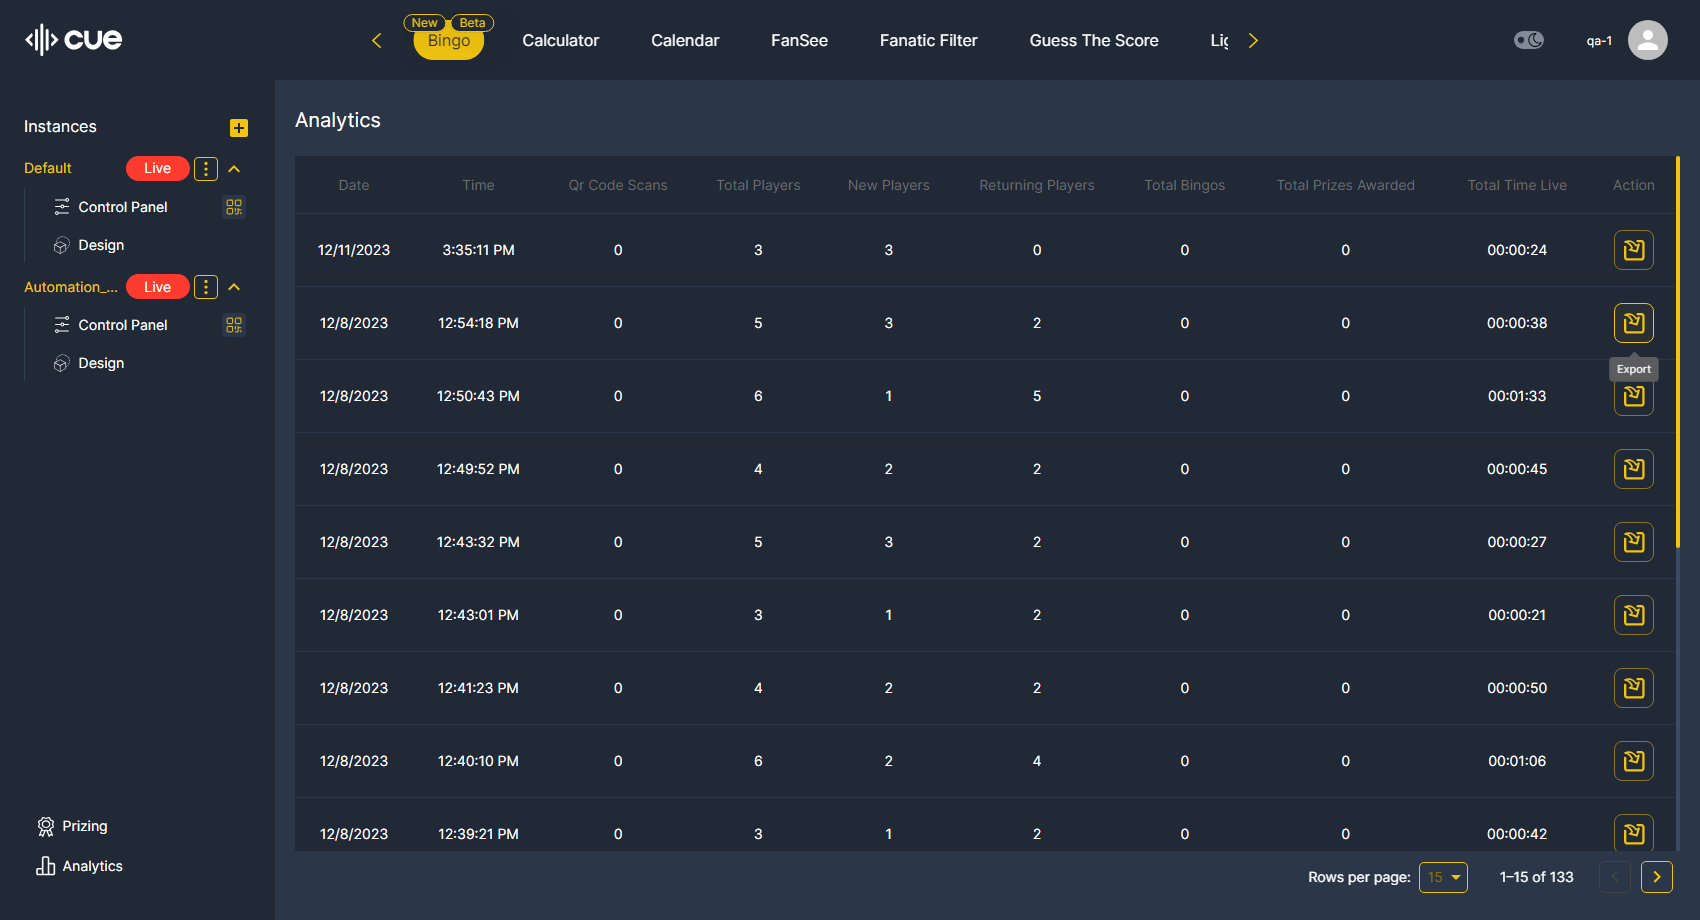 cue
New Beta
Bingo Calculator Calendar FanSee Fanatic Filter Guess The Score
qa-1
Instances
Default Live
Control Panel
Design
Automation_... Live
Control Panel
Design
Prizing
Analytics
Analytics
Date Time Qr Code Scans Total Players New Players Returning Players Total Bingos Total Prizes Awarded Total Time Live Action
12/11/2023 3:35:11 PM 0 3 3 0 0 0 00:00:24
12/8/2023 12:54:18 PM 0 5 3 2 0 0 00:00:38
Export
12/8/2023 12:50:43 PM 0 6 1 5 0 0 00:01:33
12/8/2023 12:49:52 PM 0 4 2 2 0 0 00:00:45
12/8/2023 12:43:32 PM 0 5 3 2 0 0 00:00:27
12/8/2023 12:43:01 PM 0 3 1 2 0 0 00:00:21
12/8/2023 12:41:23 PM 0 4 2 2 0 0 00:00:50
12/8/2023 12:40:10 PM 0 6 2 4 0 0 00:01:06
12/8/2023 12:39:21 PM 0 3 1 2 0 0 00:00:42
Rows per page: 15 1–15 of 133